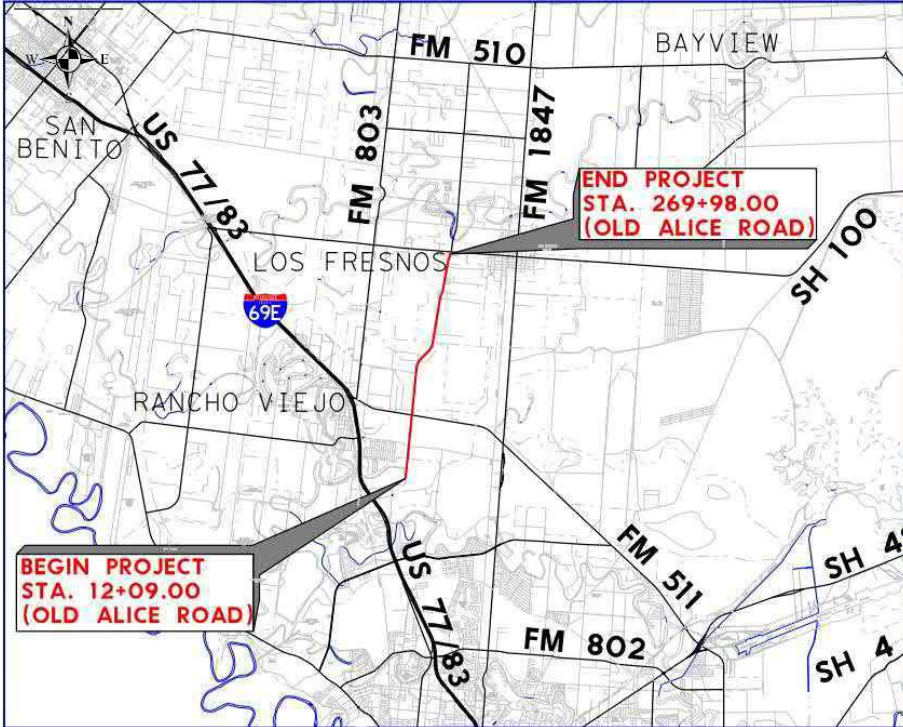 N
W
E
FM 510
BAYVIEW
SAN
BENITO
US 77/83
FM 803
FM 1847
END PROJECT
STA. 269+98.00
(OLD ALICE ROAD)
SH 100
LOS FRESNOS
69E
RANCHO VIEJO
BEGIN PROJECT
STA. 12+09.00
(OLD ALICE ROAD)
US 77/83
FM 511
FM 802
SH 4